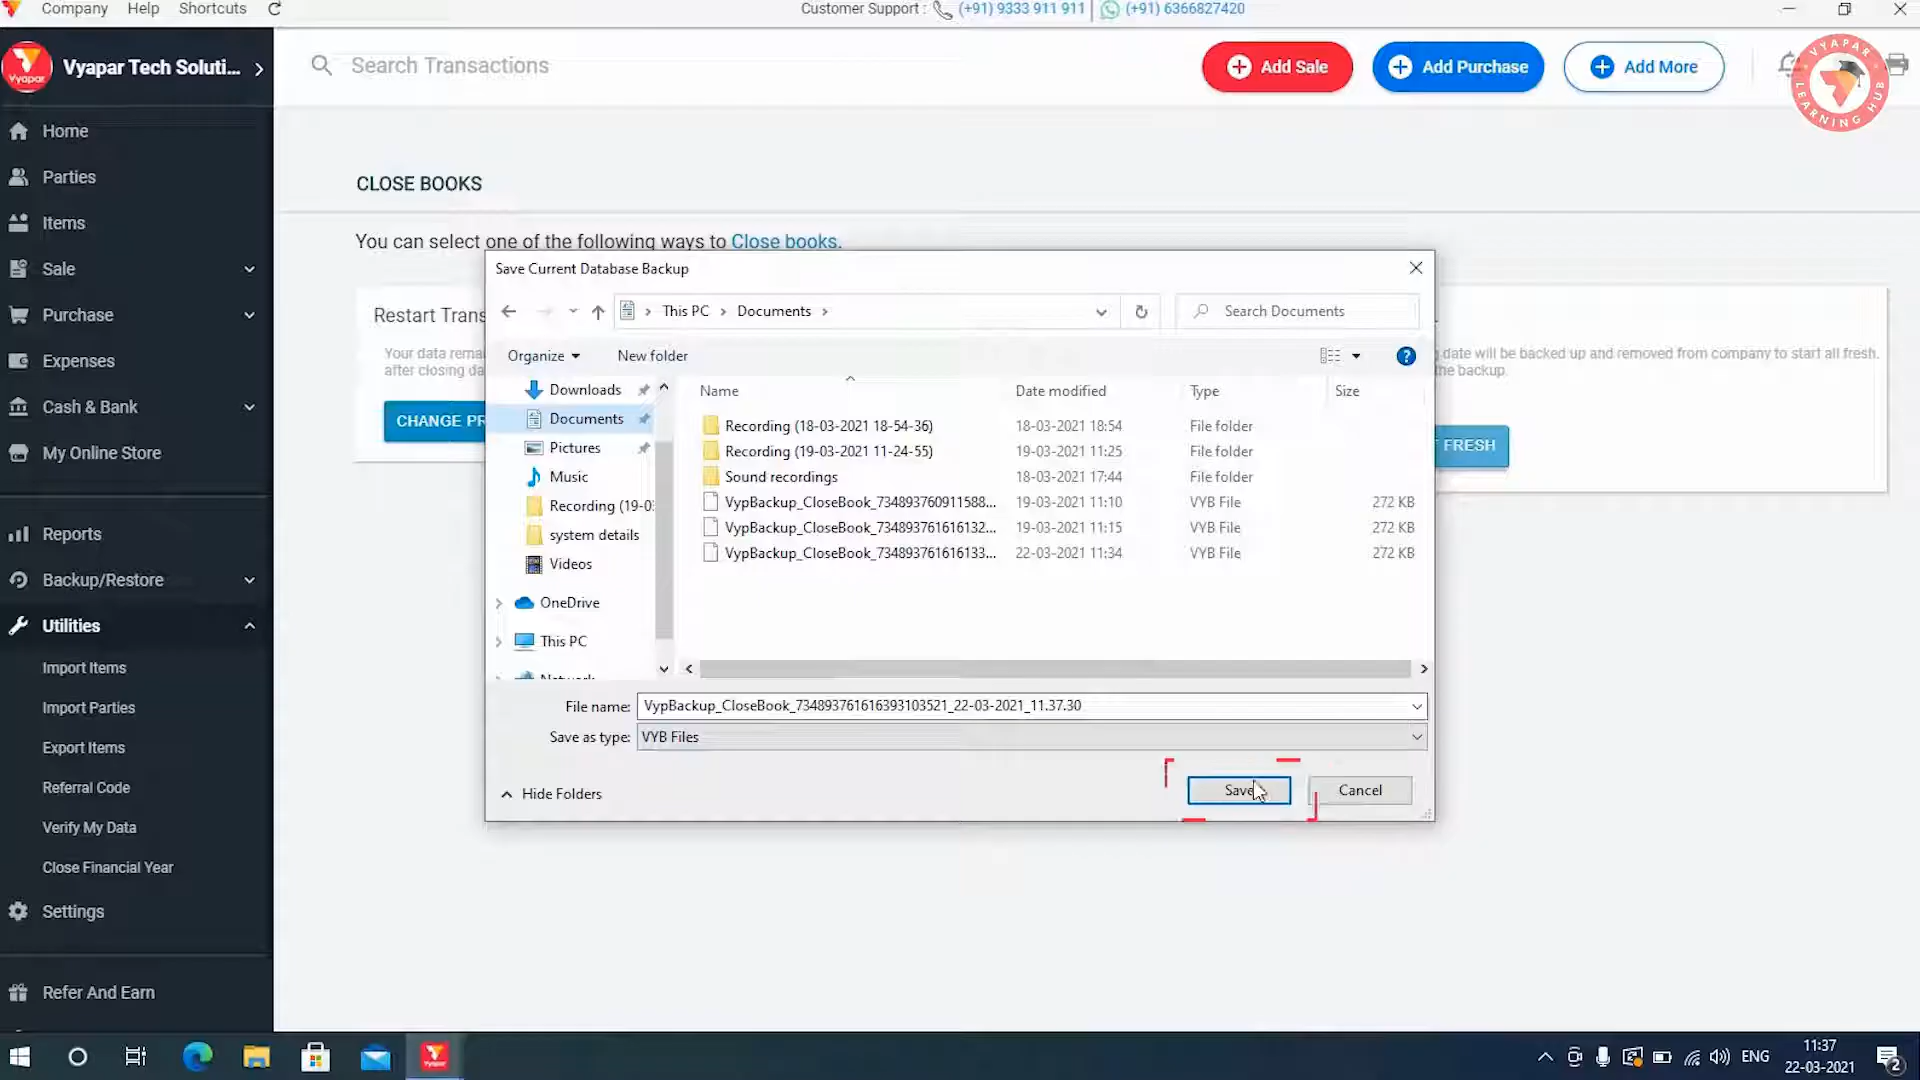 Company Help Shortcuts
Customer Support : (+91) 9333 911 911 (+91) 6366827420
Vyapar
Vyapar Tech Soluti...
Search Transactions
Add Sale
Add Purchase
Add More
VYAPAR
LEARNING HUB
Home
Parties
Items
Sale
Purchase
Expenses
Cash & Bank
My Online Store
Reports
Backup/Restore
Utilities
Import Items
Import Parties
Export Items
Referral Code
Verify My Data
Close Financial Year
Settings
Refer And Earn
CLOSE BOOKS
You can select one of the following ways to Close books.
Restart Trans
Your data remai
after closing da
CHANGE PR
date will be backed up and removed from company to start all fresh.
the backup.
FRESH
Save Current Database Backup
This PC Documents
Search Documents
Organize New folder
Downloads
Documents
Pictures
Music
Recording (19-0
system details
Videos
OneDrive
This PC
Network
Name Date modified Type Size
Recording (18-03-2021 18-54-36) 18-03-2021 18:54 File folder
Recording (19-03-2021 11-24-55) 19-03-2021 11:25 File folder
Sound recordings 18-03-2021 17:44 File folder
VypBackup_CloseBook_734893760911588... 19-03-2021 11:10 VYB File 272 KB
VypBackup_CloseBook_734893761616132... 19-03-2021 11:15 VYB File 272 KB
VypBackup_CloseBook_734893761616133... 22-03-2021 11:34 VYB File 272 KB
File name: VypBackup_CloseBook_734893761616393103521_22-03-2021_11.37.30
Save as type: VYB Files
Hide Folders
Save
Cancel
Vyapar
ENG
11:37
22-03-2021
2